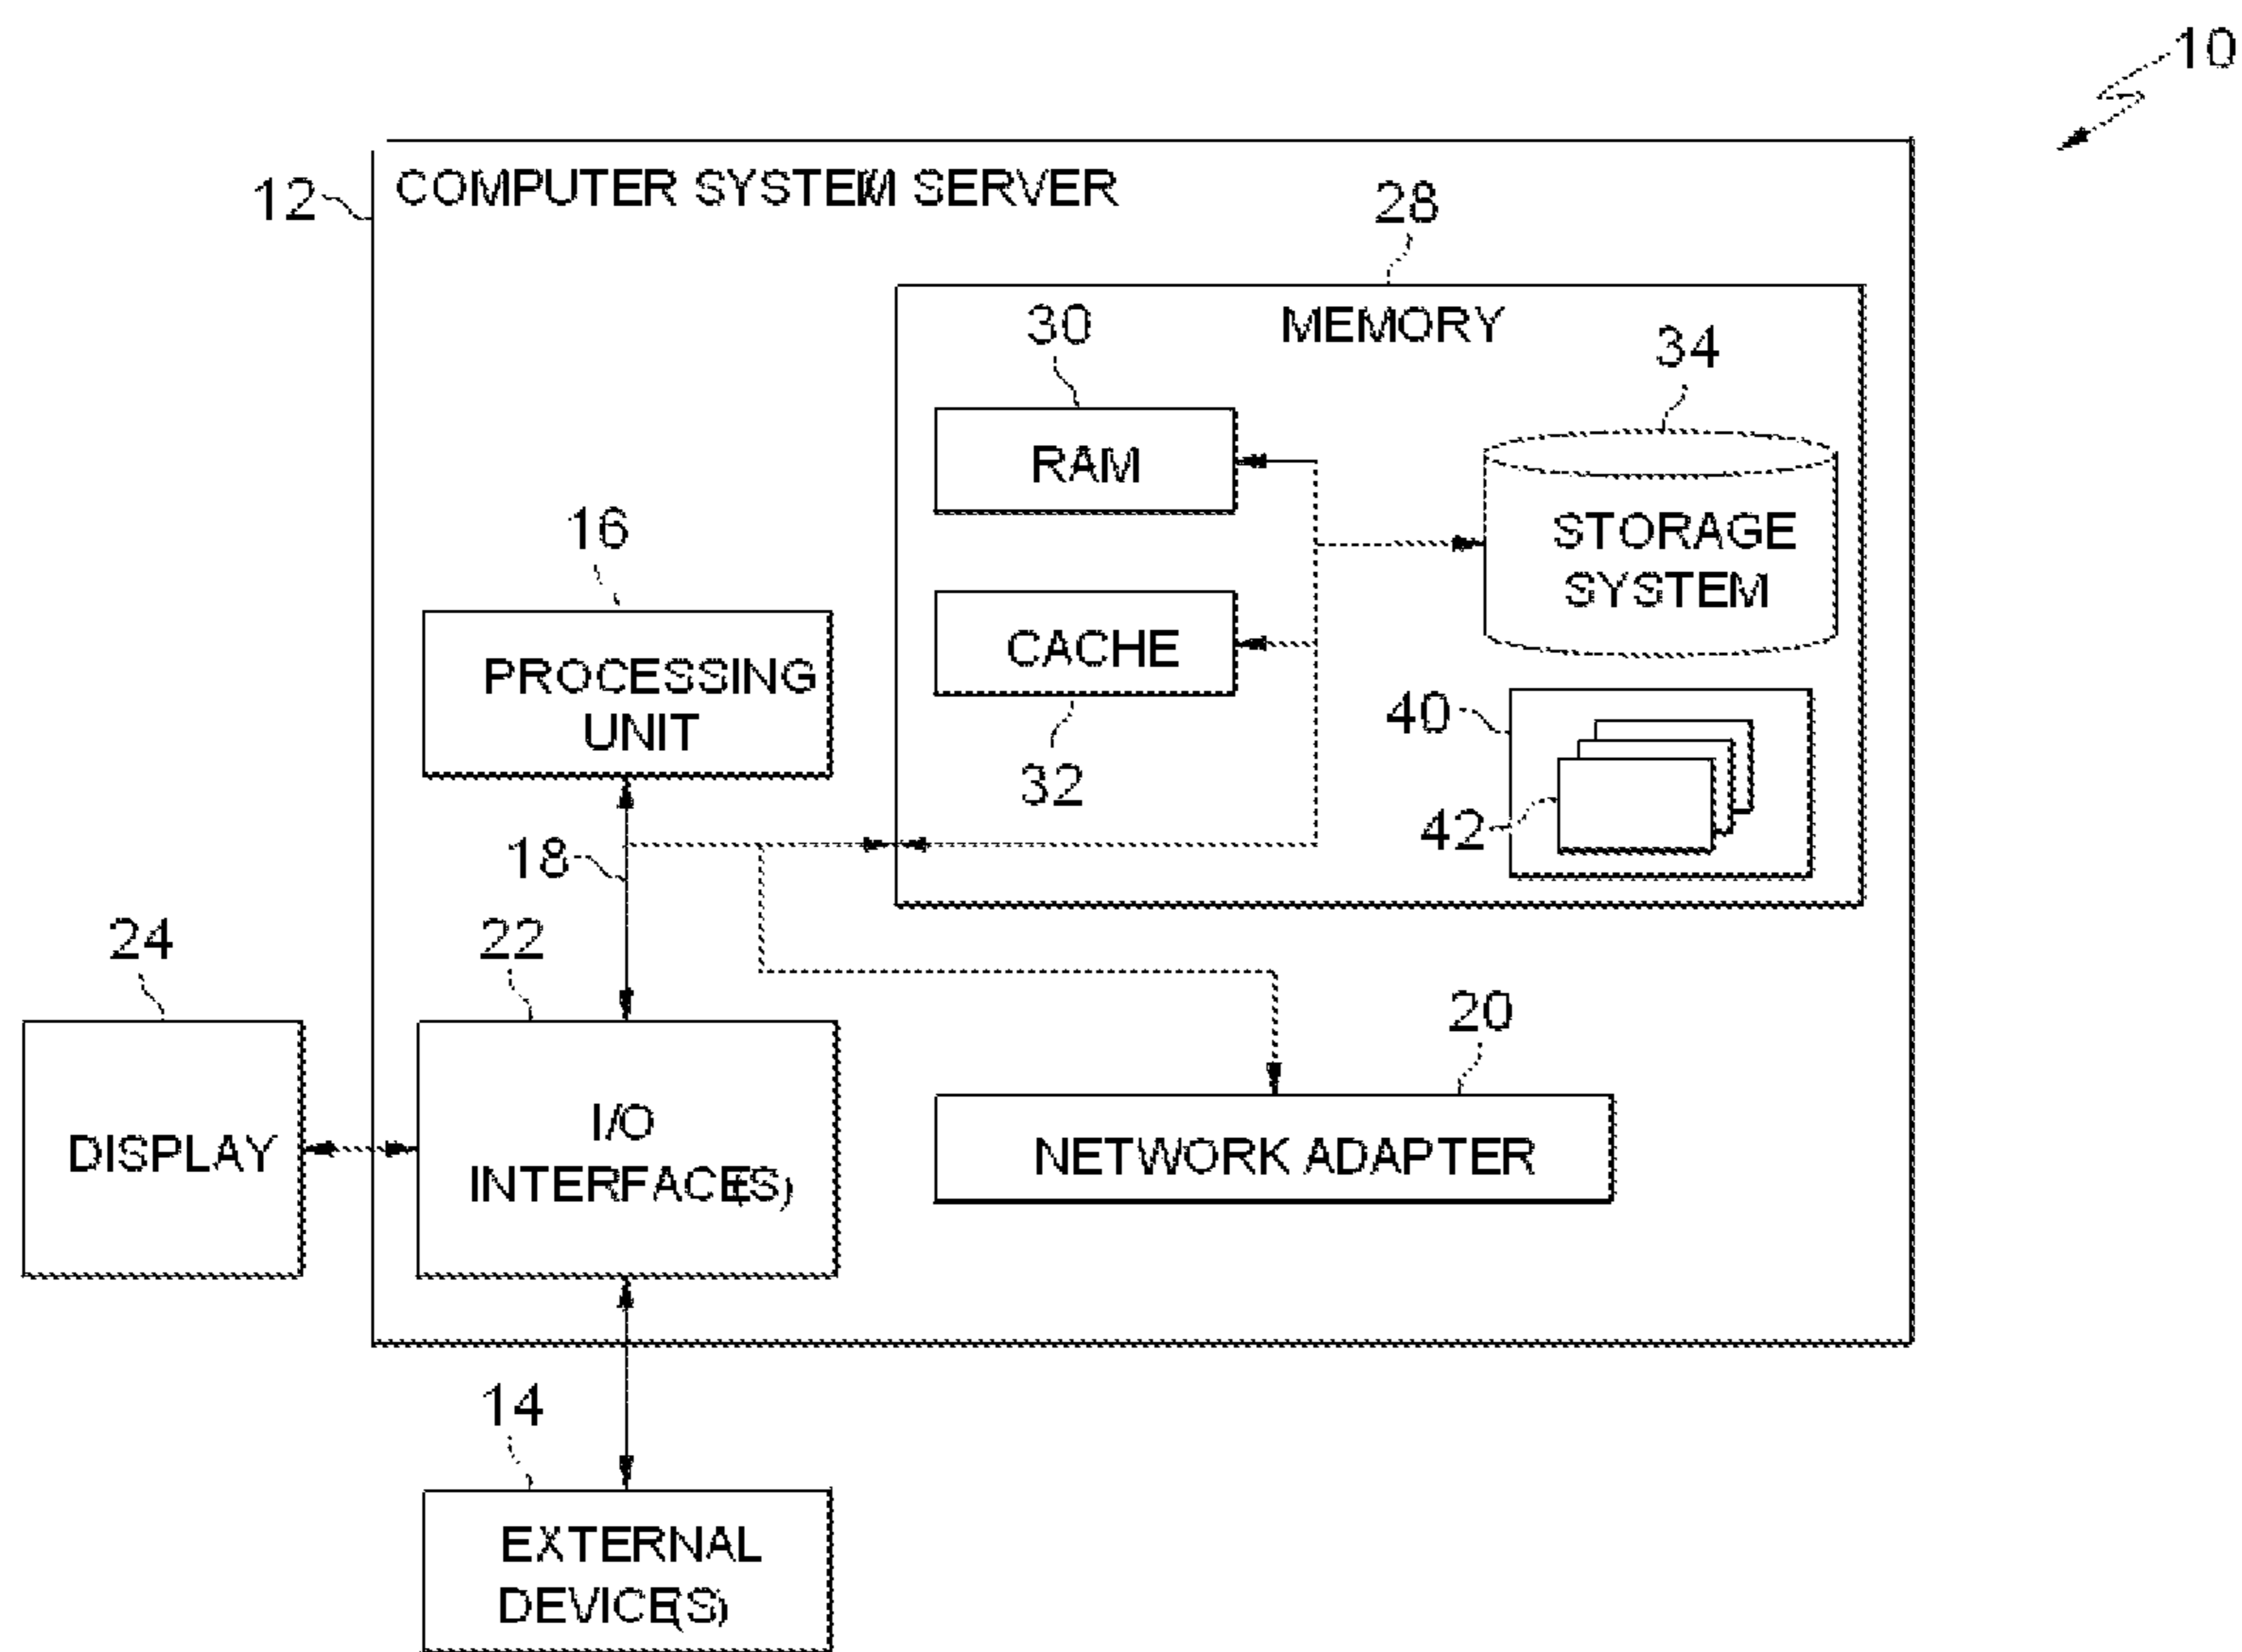 10
12
COMPUTER SYSTEM SERVER
28
MEMORY
30
34
RAM
STORAGE
SYSTEM
16
CACHE
PROCESSING
UNIT
32
40
42
18
24
22
20
DISPLAY
I/O
INTERFACE(S)
NETWORK ADAPTER
14
EXTERNAL
DEVICE(S)